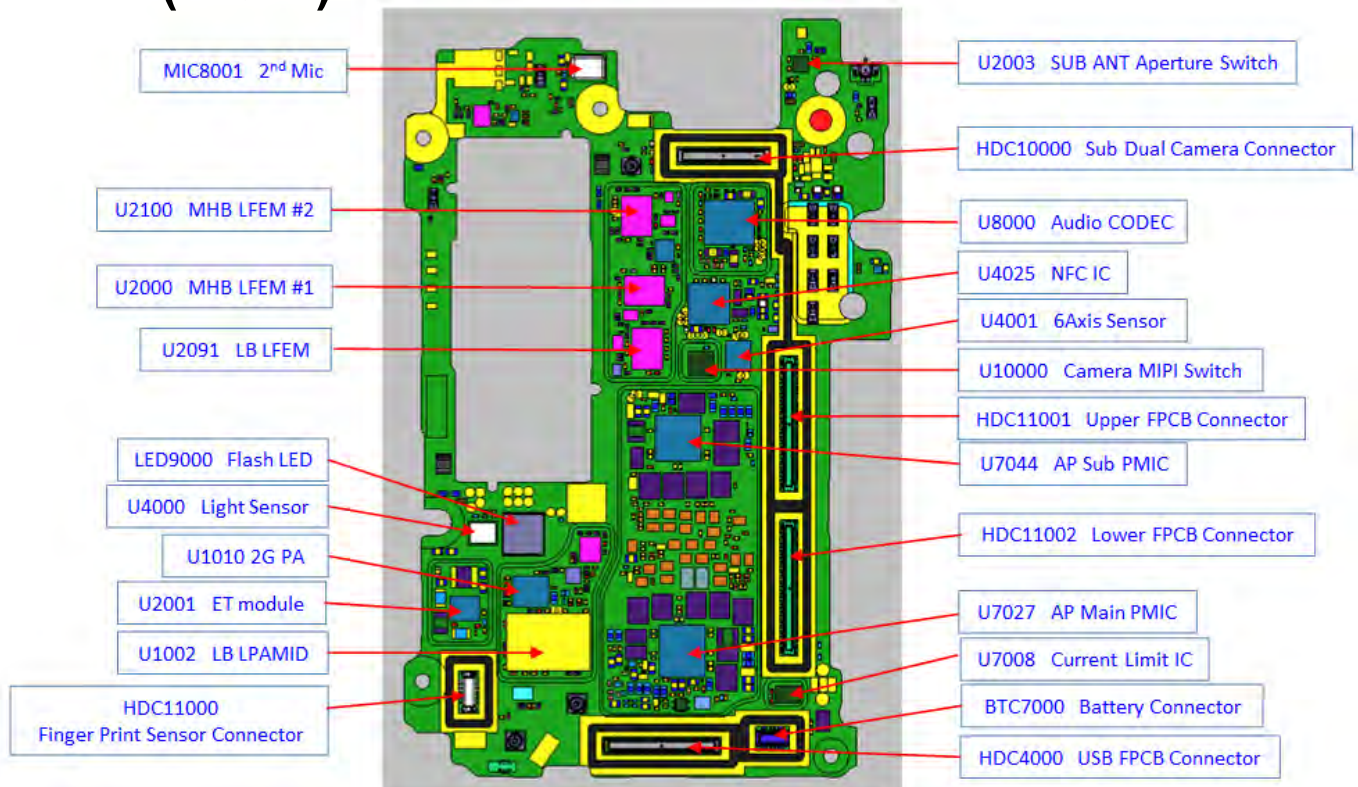 MIC8001 2nd Mic
U2100 MHB LFEM #2
U2000 MHB LFEM #1
U2091 LB LFEM
LED9000 Flash LED
U4000 Light Sensor
U1010 2G PA
U2001 ET module
U1002 LB LPAMID
HDC11000
Finger Print Sensor Connector
U2003 SUB ANT Aperture Switch
HDC10000 Sub Dual Camera Connector
U8000 Audio CODEC
U4025 NFC IC
U4001 6Axis Sensor
U10000 Camera MIPI Switch
HDC11001 Upper FPCB Connector
U7044 AP Sub PMIC
HDC11002 Lower FPCB Connector
U7027 AP Main PMIC
U7008 Current Limit IC
BTC7000 Battery Connector
HDC4000 USB FPCB Connector